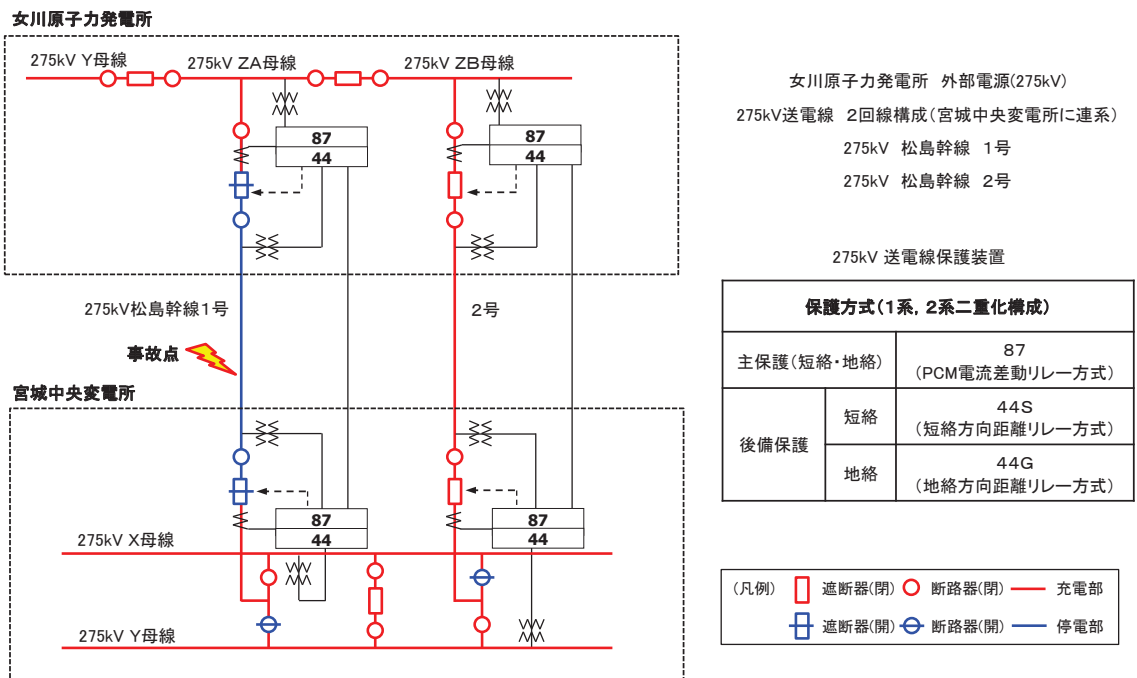 女川原子力発電所
275kV Y母線
275kV ZA母線
275kV ZB母線
87
44
87
44
275kV松島幹線1号
2号
事故点
宮城中央変電所
87
44
87
44
275kV X母線
275kV Y母線
女川原子力発電所 外部電源(275kV)
275kV送電線 2回線構成(宮城中央変電所に連系)
275kV 松島幹線 1号
275kV 松島幹線 2号
275kV 送電線保護装置
保護方式(1系, 2系二重化構成)
主保護(短絡・地絡)
87
(PCM電流差動リレー方式)
後備保護
短絡
44S
(短絡方向距離リレー方式)
地絡
44G
(地絡方向距離リレー方式)
(凡例) 遮断器(閉) 断路器(閉) 充電部
遮断器(開) 断路器(開) 停電部